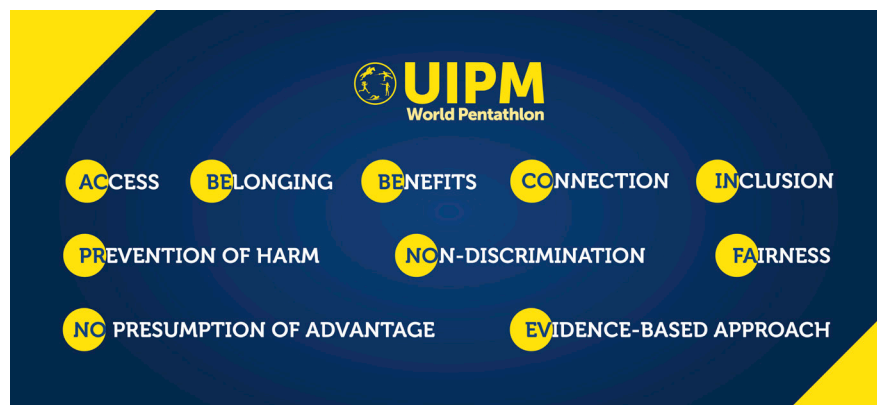 UIPM
World Pentathlon
ACCESS BELONGING BENEFITS CONNECTION INCLUSION
PREVENTION OF HARM NON-DISCRIMINATION FAIRNESS
NO PRESUMPTION OF ADVANTAGE EVIDENCE-BASED APPROACH